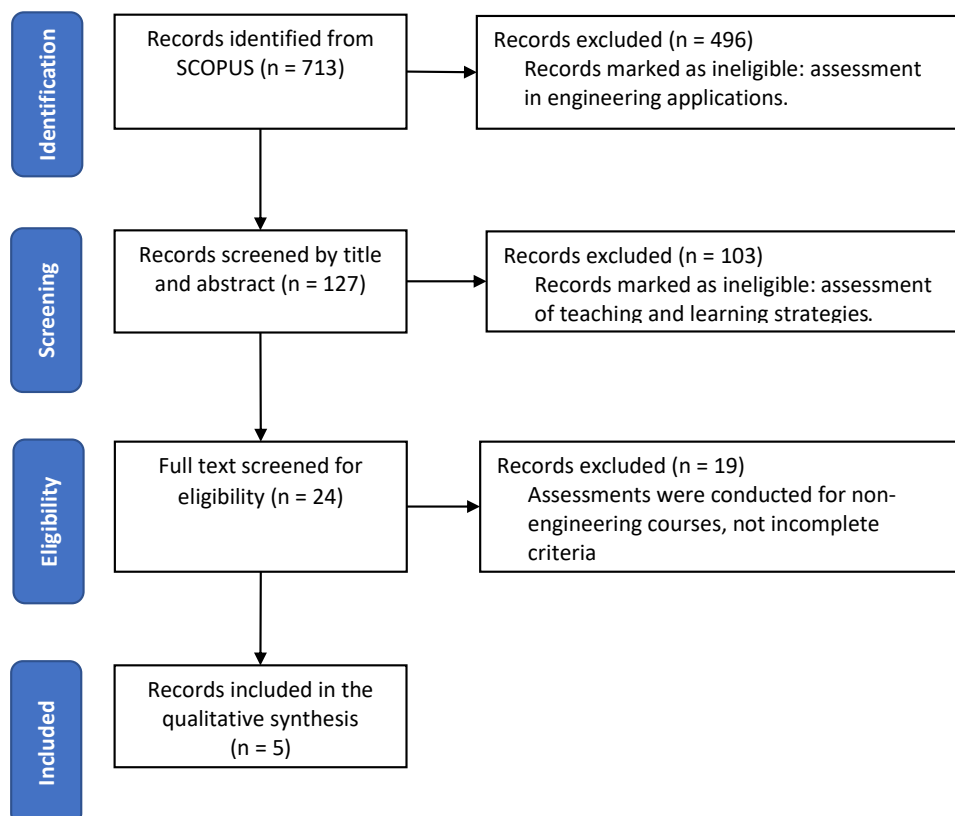 Identification
Records identified from
SCOPUS (n = 713)
Records excluded (n = 496)
Records marked as ineligible: assessment
in engineering applications.
Screening
Records screened by title
and abstract (n = 127)
Records excluded (n = 103)
Records marked as ineligible: assessment
of teaching and learning strategies.
Eligibility
Full text screened for
eligibility (n = 24)
Records excluded (n = 19)
Assessments were conducted for non-
engineering courses, not incomplete
criteria
Included
Records included in the
qualitative synthesis
(n = 5)